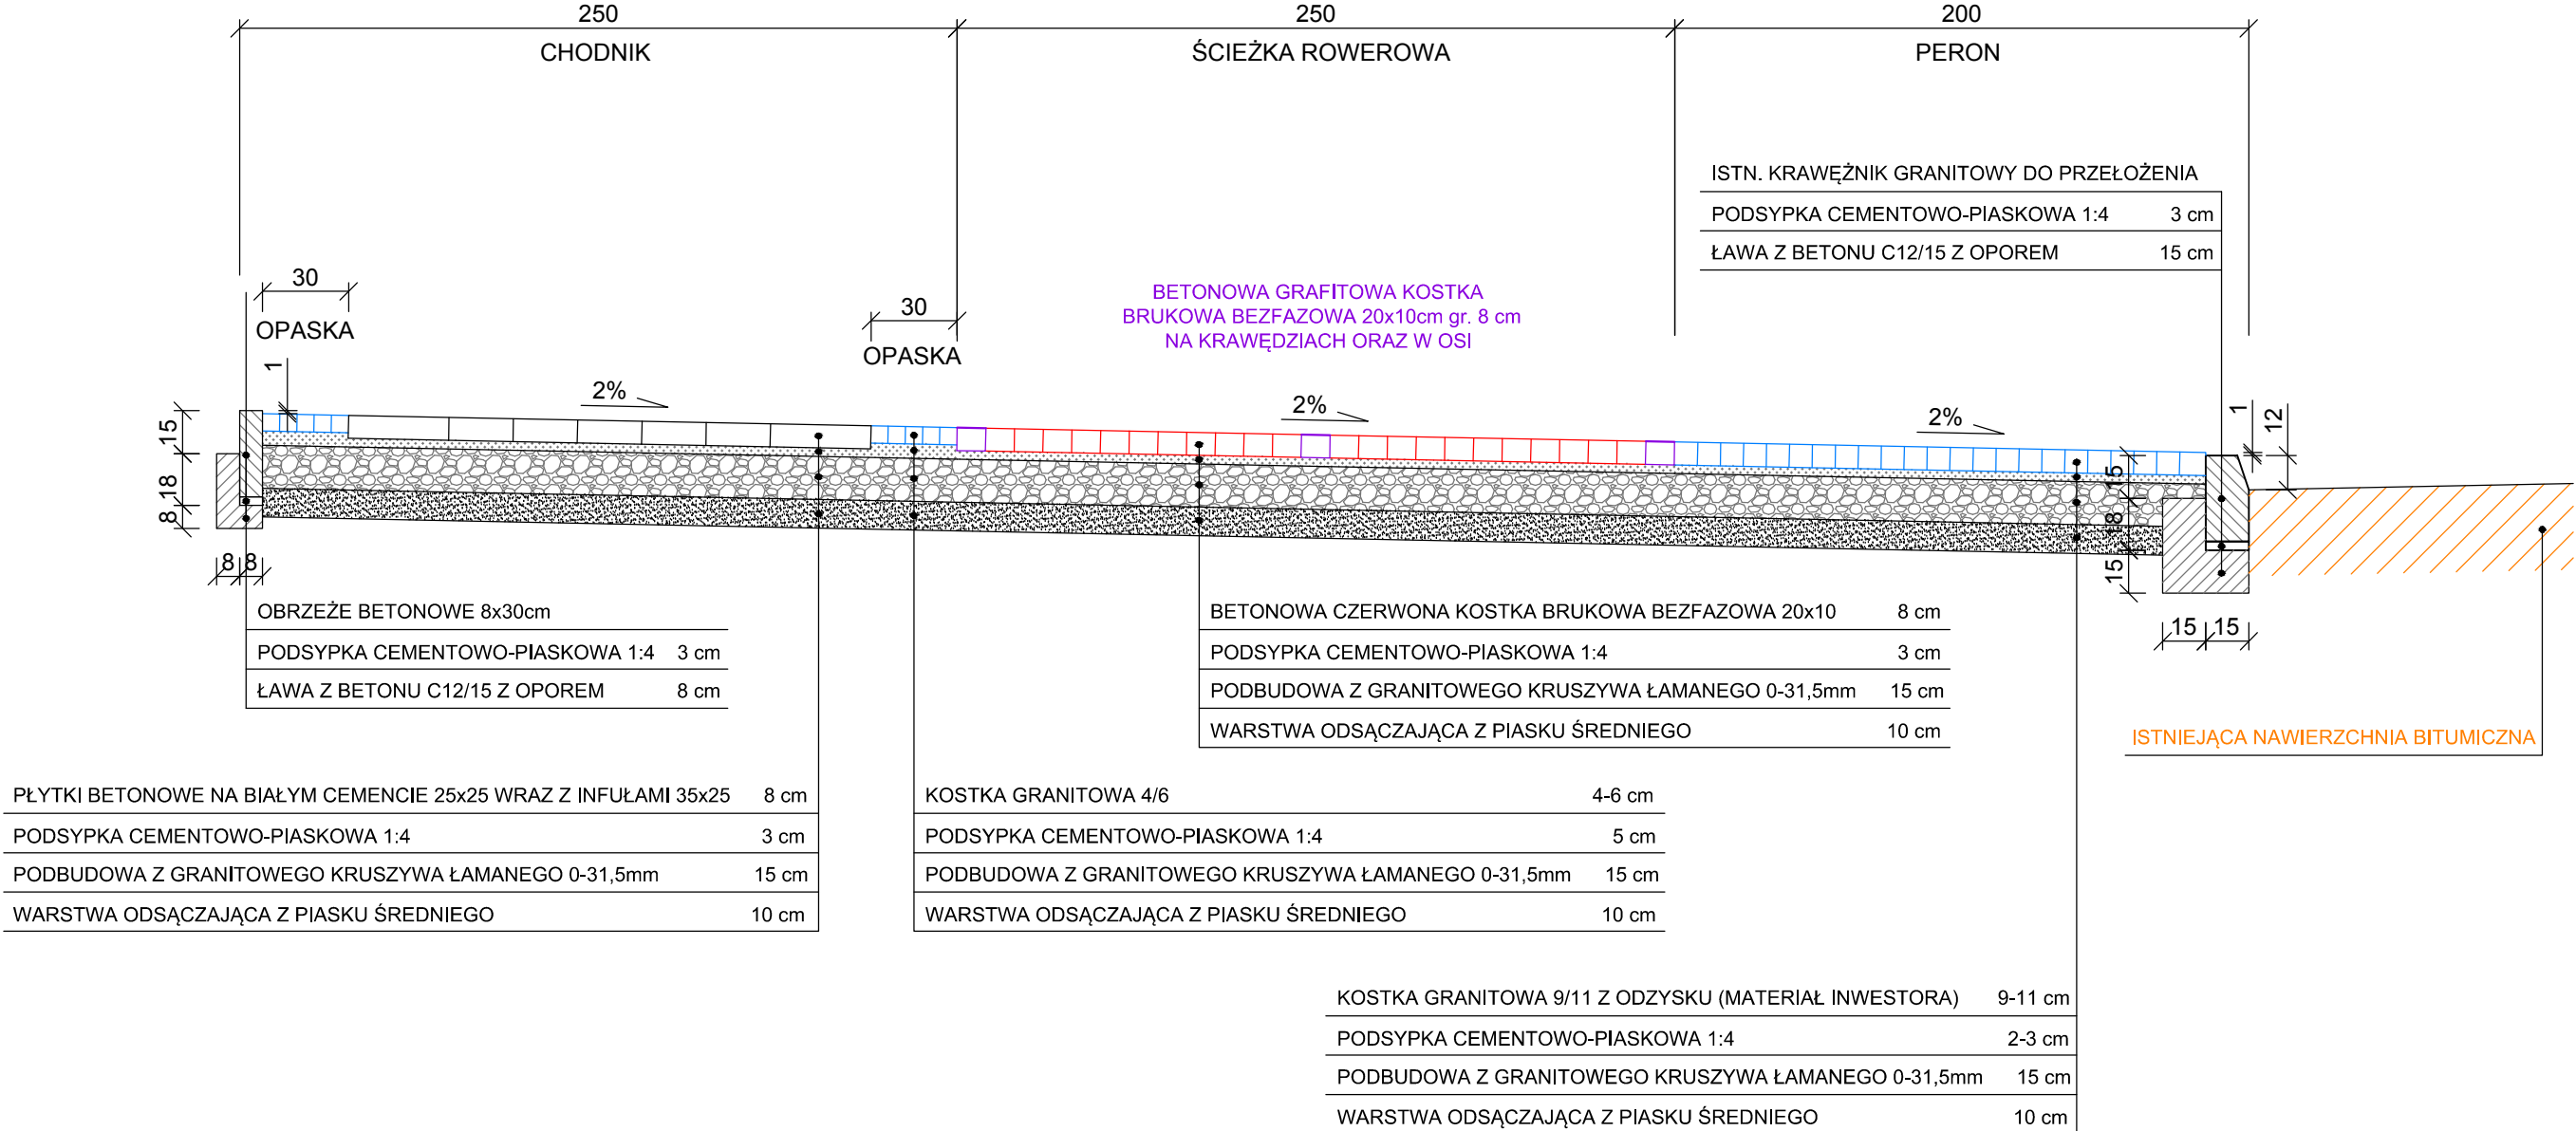 250 250 200
CHODNIK ŚCIEŻKA ROWEROWA PERON
ISTN. KRAWĘŻNIK GRANITOWY DO PRZEŁOŻENIA
PODSYPKA CEMENTOWO-PIASKOWA 1:4 3 cm
ŁAWA Z BETONU C12/15 Z OPOREM 15 cm
30
OPASKA
30
OPASKA
BETONOWA GRAFITOWA KOSTKA
BRUKOWA BEZFAZOWA 20x10cm gr. 8 cm
NA KRAWĘDZIACH ORAZ W OSI
1
2%
2%
2%
1
12
15
18
8
8 8
15
18
15
15 15
OBRZEŻE BETONOWE 8x30cm
PODSYPKA CEMENTOWO-PIASKOWA 1:4 3 cm
ŁAWA Z BETONU C12/15 Z OPOREM 8 cm
BETONOWA CZERWONA KOSTKA BRUKOWA BEZFAZOWA 20x10 8 cm
PODSYPKA CEMENTOWO-PIASKOWA 1:4 3 cm
PODBUDOWA Z GRANITOWEGO KRUSZYWA ŁAMANEGO 0-31,5mm 15 cm
WARSTWA ODSĄCZAJĄCA Z PIASKU ŚREDNIEGO 10 cm
ISTNIEJĄCA NAWIERZCHNIA BITUMICZNA
PŁYTKI BETONOWE NA BIAŁYM CEMENCIE 25x25 WRAZ Z INFUŁAMI 35x25 8 cm
PODSYPKA CEMENTOWO-PIASKOWA 1:4 3 cm
PODBUDOWA Z GRANITOWEGO KRUSZYWA ŁAMANEGO 0-31,5mm 15 cm
WARSTWA ODSĄCZAJĄCA Z PIASKU ŚREDNIEGO 10 cm
KOSTKA GRANITOWA 4/6 4-6 cm
PODSYPKA CEMENTOWO-PIASKOWA 1:4 5 cm
PODBUDOWA Z GRANITOWEGO KRUSZYWA ŁAMANEGO 0-31,5mm 15 cm
WARSTWA ODSĄCZAJĄCA Z PIASKU ŚREDNIEGO 10 cm
KOSTKA GRANITOWA 9/11 Z ODZYSKU (MATERIAŁ INWESTORA) 9-11 cm
PODSYPKA CEMENTOWO-PIASKOWA 1:4 2-3 cm
PODBUDOWA Z GRANITOWEGO KRUSZYWA ŁAMANEGO 0-31,5mm 15 cm
WARSTWA ODSĄCZAJĄCA Z PIASKU ŚREDNIEGO 10 cm